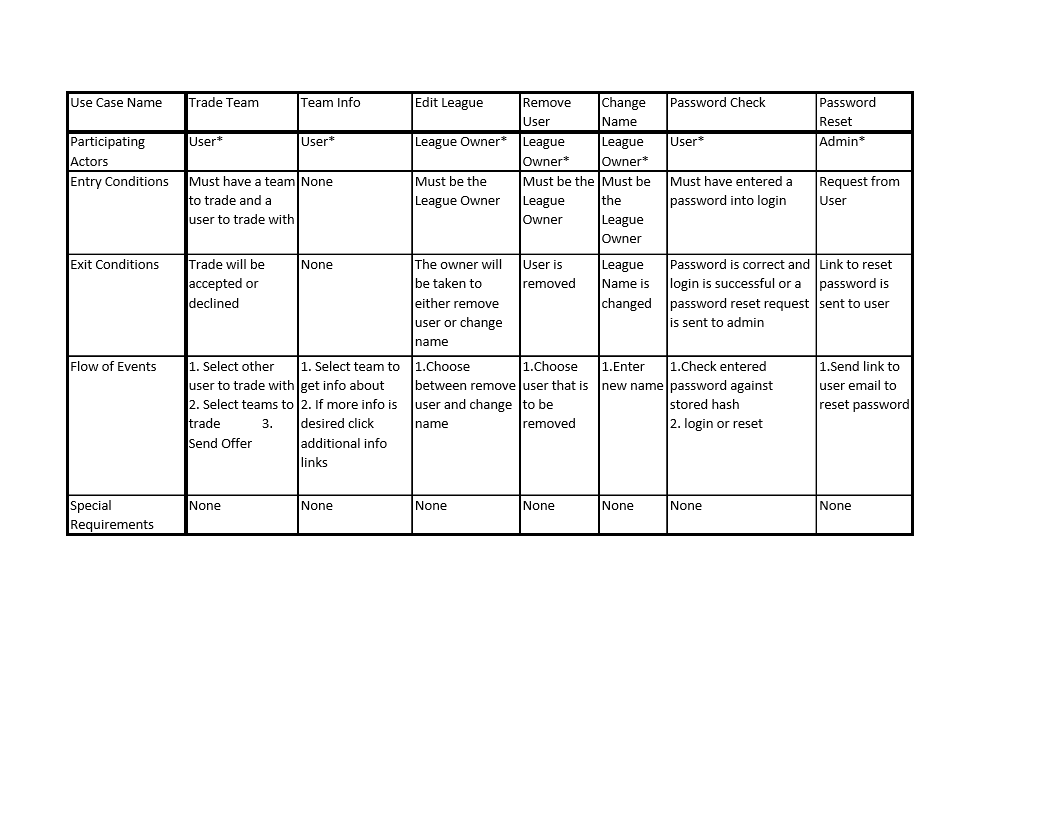 Use Case Name Trade Team Team Info Edit League Remove User Change Name Password Check Password Reset
Participating Actors User* User* League Owner* League Owner* League Owner* User* Admin*
Entry Conditions Must have a team to trade and a user to trade with None Must be the League Owner Must be the League Owner Must be the League Owner Must have entered a password into login Request from User
Exit Conditions Trade will be accepted or declined None The owner will be taken to either remove user or change name User is removed League Name is changed Password is correct and login is successful or a password reset request is sent to admin Link to reset password is sent to user
Flow of Events 1. Select other user to trade with 2. Select teams to trade 3. Send Offer 1. Select team to get info about 2. If more info is desired click additional info links 1.Choose between remove user and change name 1.Choose user that is to be removed 1.Enter new name 1.Check entered password against stored hash 2. login or reset 1.Send link to user email to reset password
Special Requirements None None None None None None None